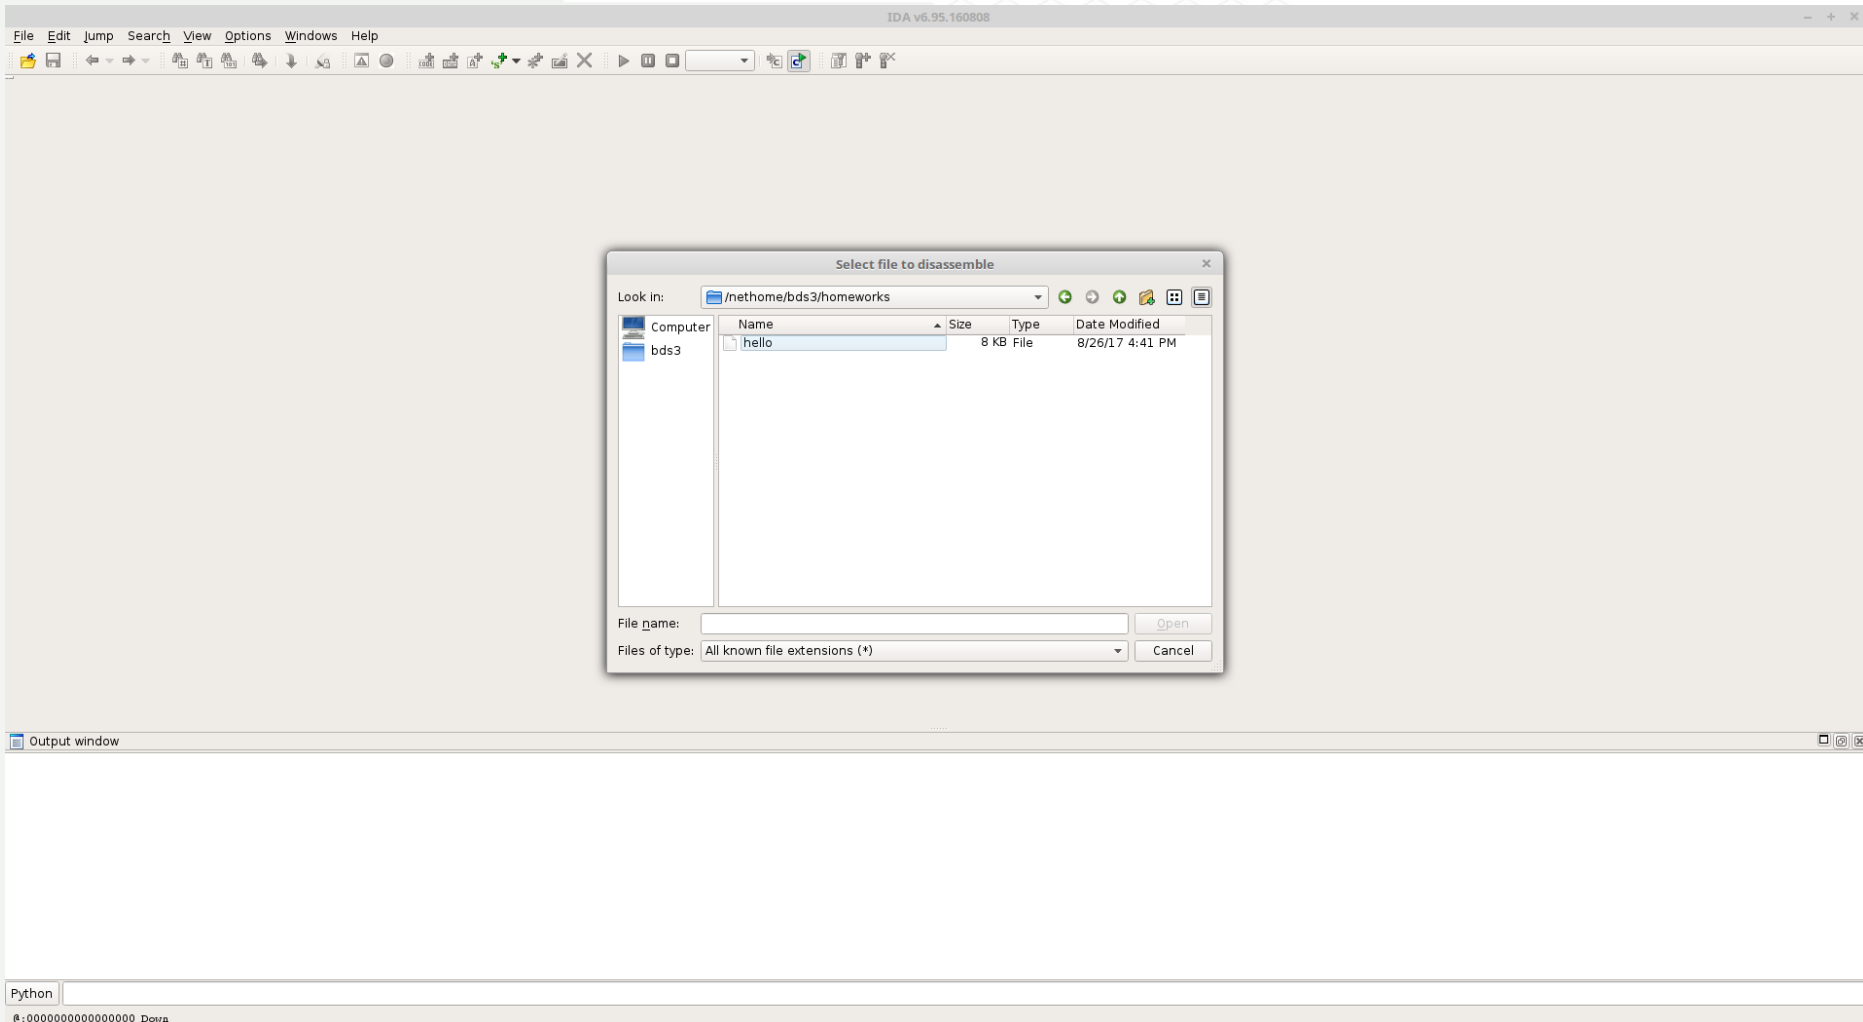 IDA v6.95.160808
File Edit Jump Search View Options Windows Help
Select file to disassemble
Look in: /nethome/bds3/homeworks
Computer
bds3
Name Size Type Date Modified
hello 8 KB File 8/26/17 4:41 PM
File name: Open
Files of type: All known file extensions (*) Cancel
Output window
Python
@:0000000000000000 Down